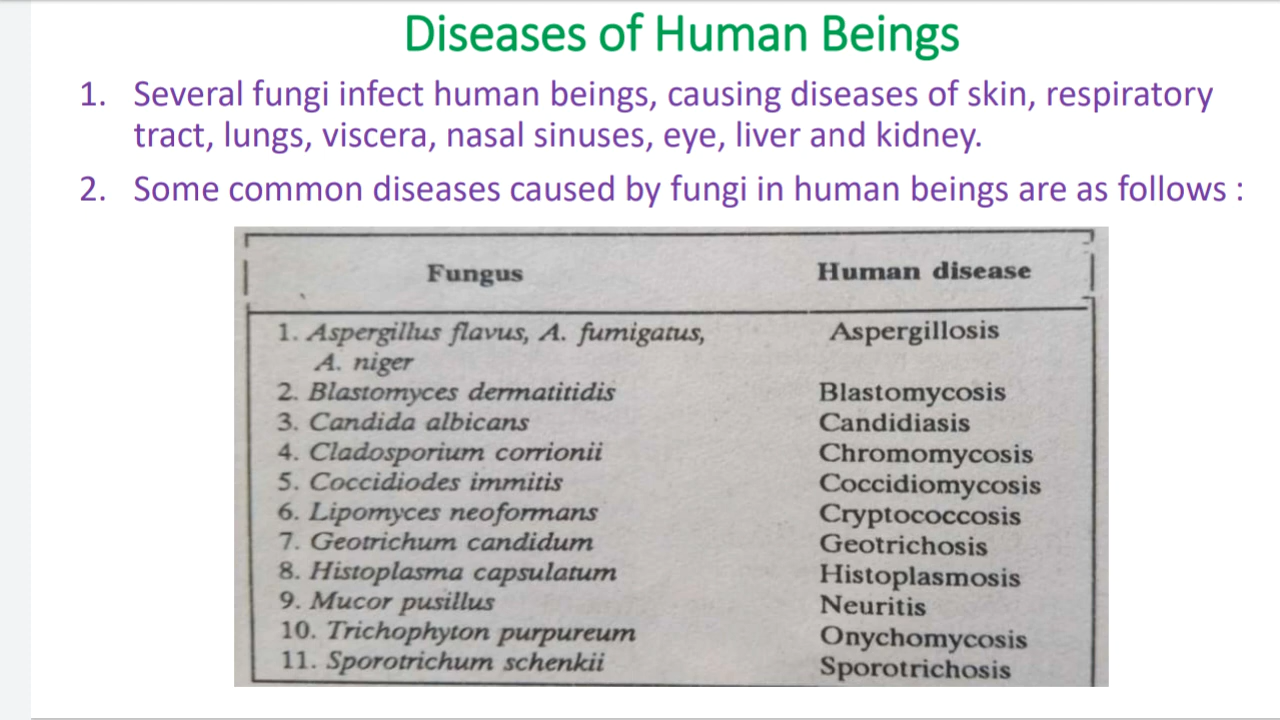 Diseases of Human Beings
1. Several fungi infect human beings, causing diseases of skin, respiratory
tract, lungs, viscera, nasal sinuses, eye, liver and kidney.
2. Some common diseases caused by fungi in human beings are as follows :
Fungus Human disease
1. Aspergillus flavus, A. fumigatus, Aspergillosis
A. niger
2. Blastomyces dermatitidis Blastomycosis
3. Candida albicans Candidiasis
4. Cladosporium corrionii Chromomycosis
5. Coccidiodes immitis Coccidiomycosis
6. Lipomyces neoformans Cryptococcosis
7. Geotrichum candidum Geotrichosis
8. Histoplasma capsulatum Histoplasmosis
9. Mucor pusillus Neuritis
10. Trichophyton purpureum Onychomycosis
11. Sporotrichum schenkii Sporotrichosis